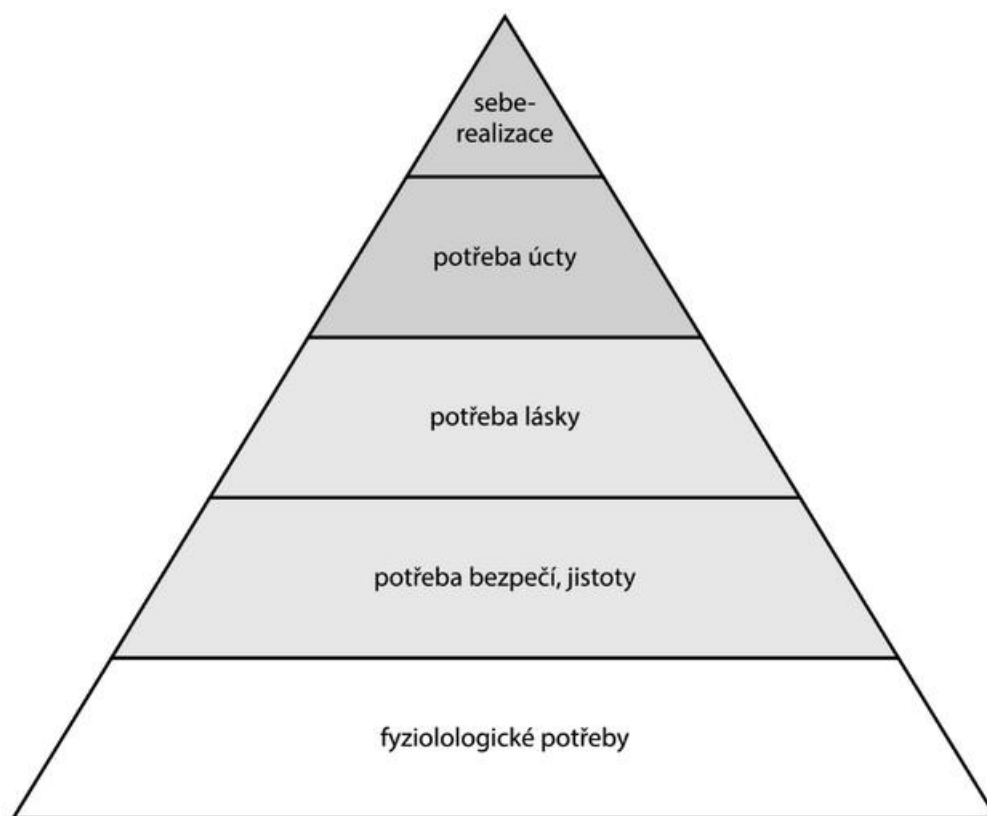 sebe-
realizace
potřeba úcty
potřeba lásky
potřeba bezpečí, jistoty
fyziolologické potřeby